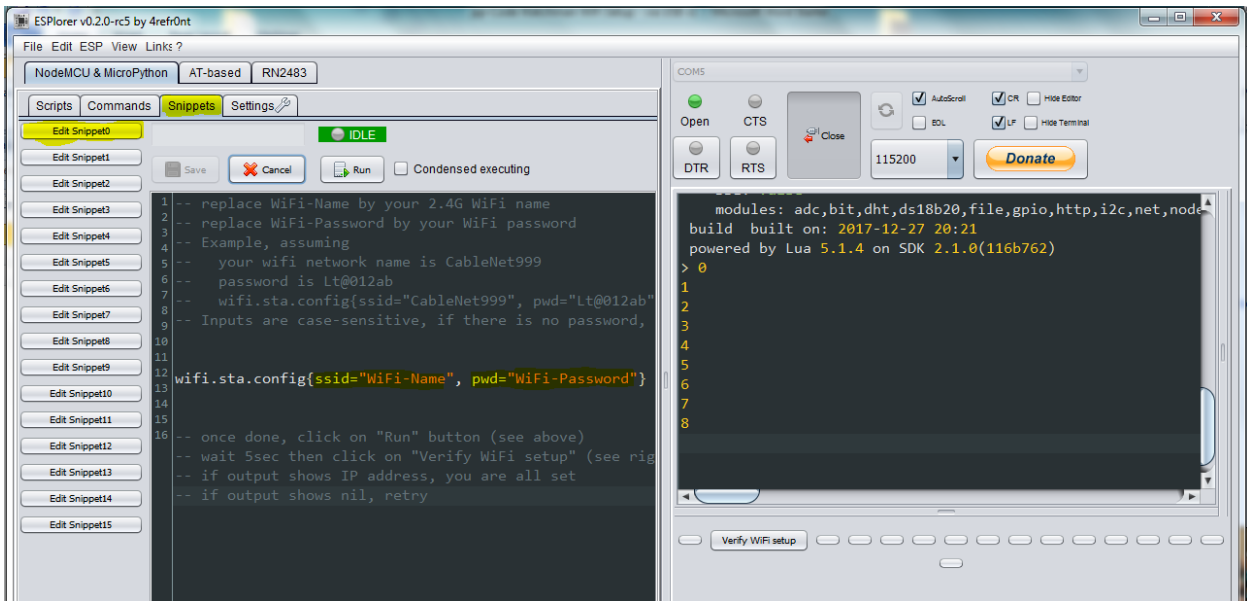 ESPlorer v0.2.0-rc5 by 4refr0nt
File Edit ESP View Links ?
NodeMCU & MicroPython AT-based RN2483
Scripts Commands Snippets Settings
Edit Snippet0
Edit Snippet1
Edit Snippet2
Edit Snippet3
Edit Snippet4
Edit Snippet5
Edit Snippet6
Edit Snippet7
Edit Snippet8
Edit Snippet9
Edit Snippet10
Edit Snippet11
Edit Snippet12
Edit Snippet13
Edit Snippet14
Edit Snippet15
IDLE
Save Cancel Run Condensed executing
1
2
3
4
5
6
7
8
9
10
11
12
13
14
15
16
-- replace WiFi-Name by your 2.4G WiFi name
-- replace WiFi-Password by your WiFi password
-- Example, assuming
-- your wifi network name is CableNet999
-- password is Lt@012ab
-- wifi.sta.config{ssid="CableNet999", pwd="Lt@012ab"
-- Inputs are case-sensitive, if there is no password,
wifi.sta.config{ssid="WiFi-Name", pwd="WiFi-Password"}
-- once done, click on "Run" button (see above)
-- wait 5sec then click on "Verify WiFi setup" (see rig
-- if output shows IP address, you are all set
-- if output shows nil, retry
COM5
Open CTS
DTR RTS
Close
AutoScroll CR Hide Editor
EOL LF Hide Terminal
115200
Donate
modules: adc,bit,dht,ds18b20,file,gpio,http,i2c,net,node
build built on: 2017-12-27 20:21
powered by Lua 5.1.4 on SDK 2.1.0(116b762)
> 0
1
2
3
4
5
6
7
8
Verify WiFi setup